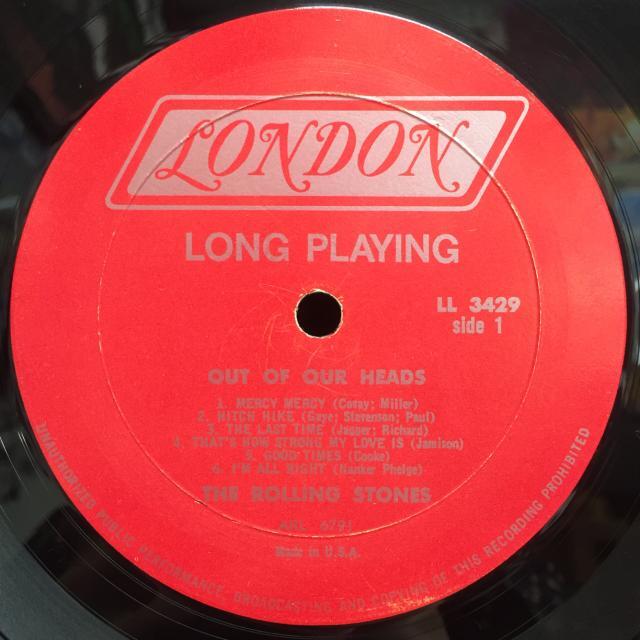 LONDON
LONG PLAYING
LL 3429
side 1
OUT OF OUR HEADS
1. MERCY MERCY (Covay; Miller)
2. HITCH HIKE (Gaye; Stevenson; Paul)
3. THE LAST TIME (Jagger; Richard)
4. THAT'S HOW STRONG MY LOVE IS (Jamison)
5. GOOD TIMES (Cooke)
6. I'M ALL RIGHT (Nanker Phelge)
THE ROLLING STONES
ARL 6791
Made in U.S.A.
UNAUTHORIZED PUBLIC PERFORMANCE, BROADCASTING AND COPYING OF THIS RECORDING PROHIBITED